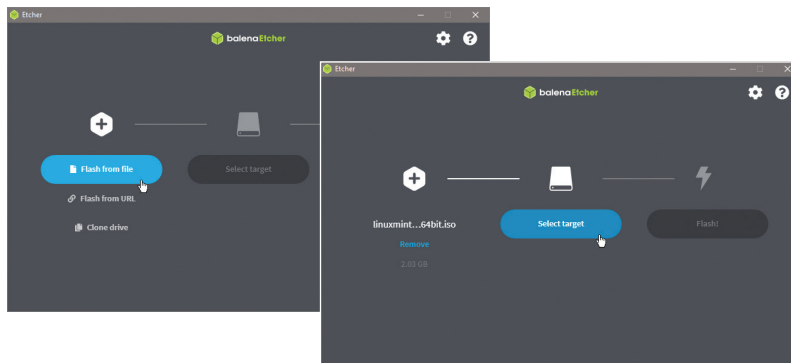 Etcher
balenaEtcher
Flash from file
Select target
Flash from URL
Clone drive
Etcher
balenaEtcher
linuxmint...64bit.iso
Select target
Flash!
Remove